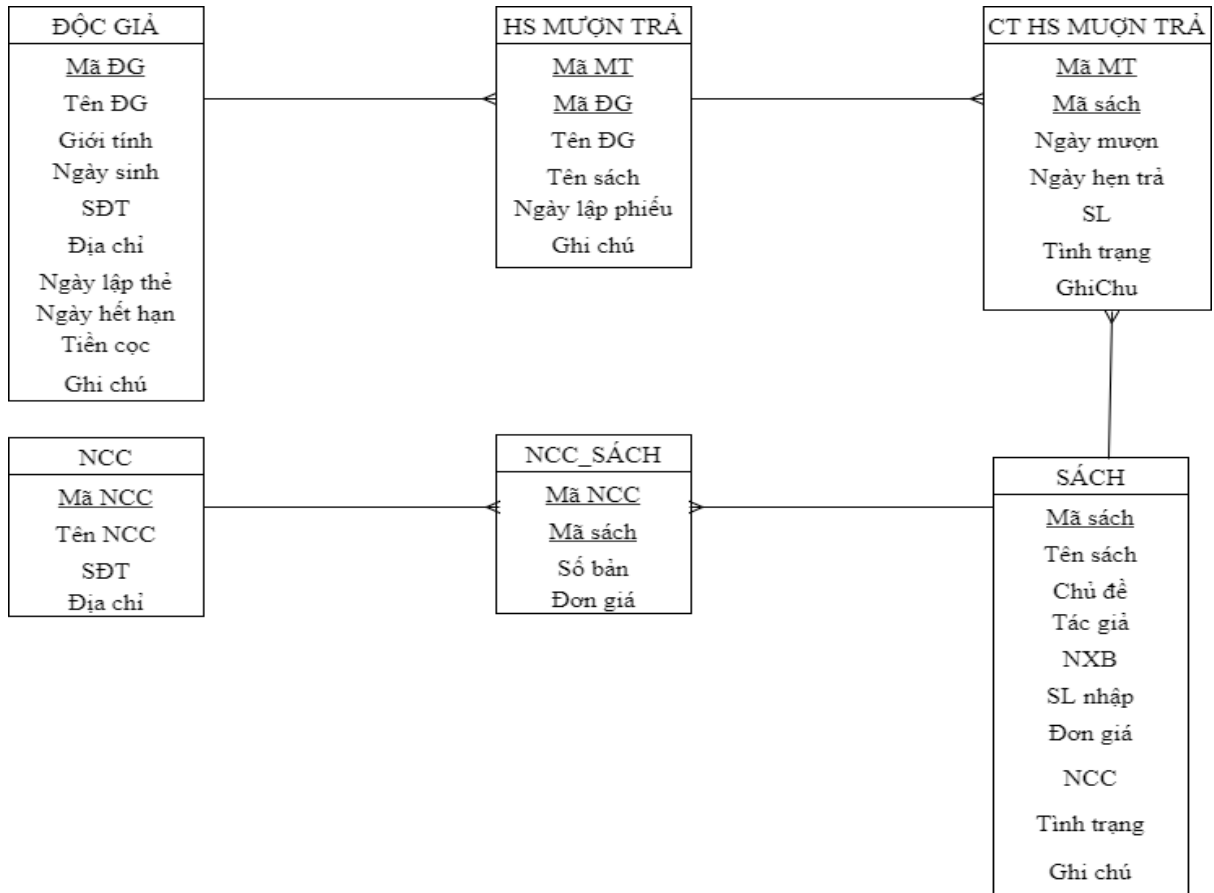 ĐỘC GIẢ
Mã ĐG
Tên ĐG
Giới tính
Ngày sinh
SĐT
Địa chỉ
Ngày lập thẻ
Ngày hết hạn
Tiền cọc
Ghi chú
HS MƯỢN TRẢ
Mã MT
Mã ĐG
Tên ĐG
Tên sách
Ngày lập phiếu
Ghi chú
CT HS MUỢN TRẢ
Mã MT
Mã sách
Ngày mượn
Ngày hẹn trả
SL
Tình trạng
GhiChu
NCC
Mã NCC
Tên NCC
SĐT
Địa chỉ
NCC_SÁCH
Mã NCC
Mã sách
Số bản
Đơn giá
SÁCH
Mã sách
Tên sách
Chủ đề
Tác giả
NXB
SL nhập
Đơn giá
NCC
Tình trạng
Ghi chú